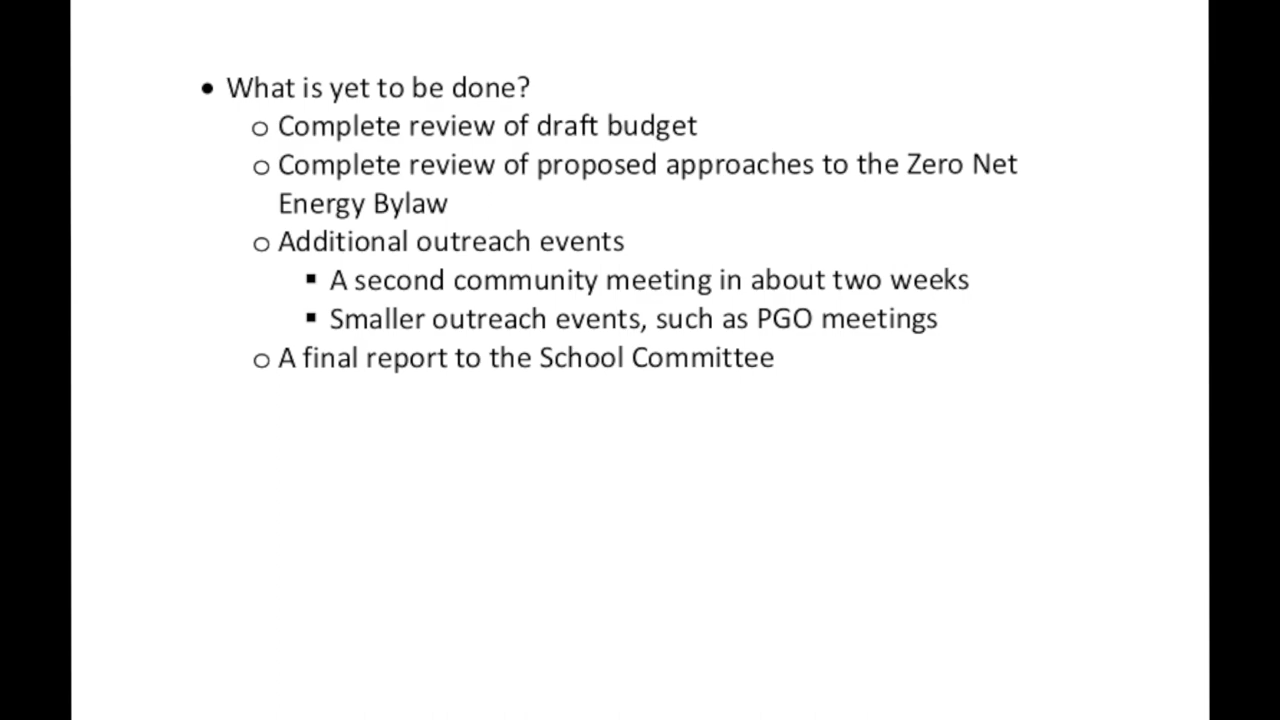 • What is yet to be done?
o Complete review of draft budget
o Complete review of proposed approaches to the Zero Net
Energy Bylaw
o Additional outreach events
▪ A second community meeting in about two weeks
▪ Smaller outreach events, such as PGO meetings
o A final report to the School Committee